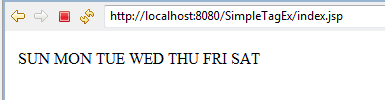 http://localhost:8080/SimpleTagEx/index.jsp
SUN MON TUE WED THU FRI SAT